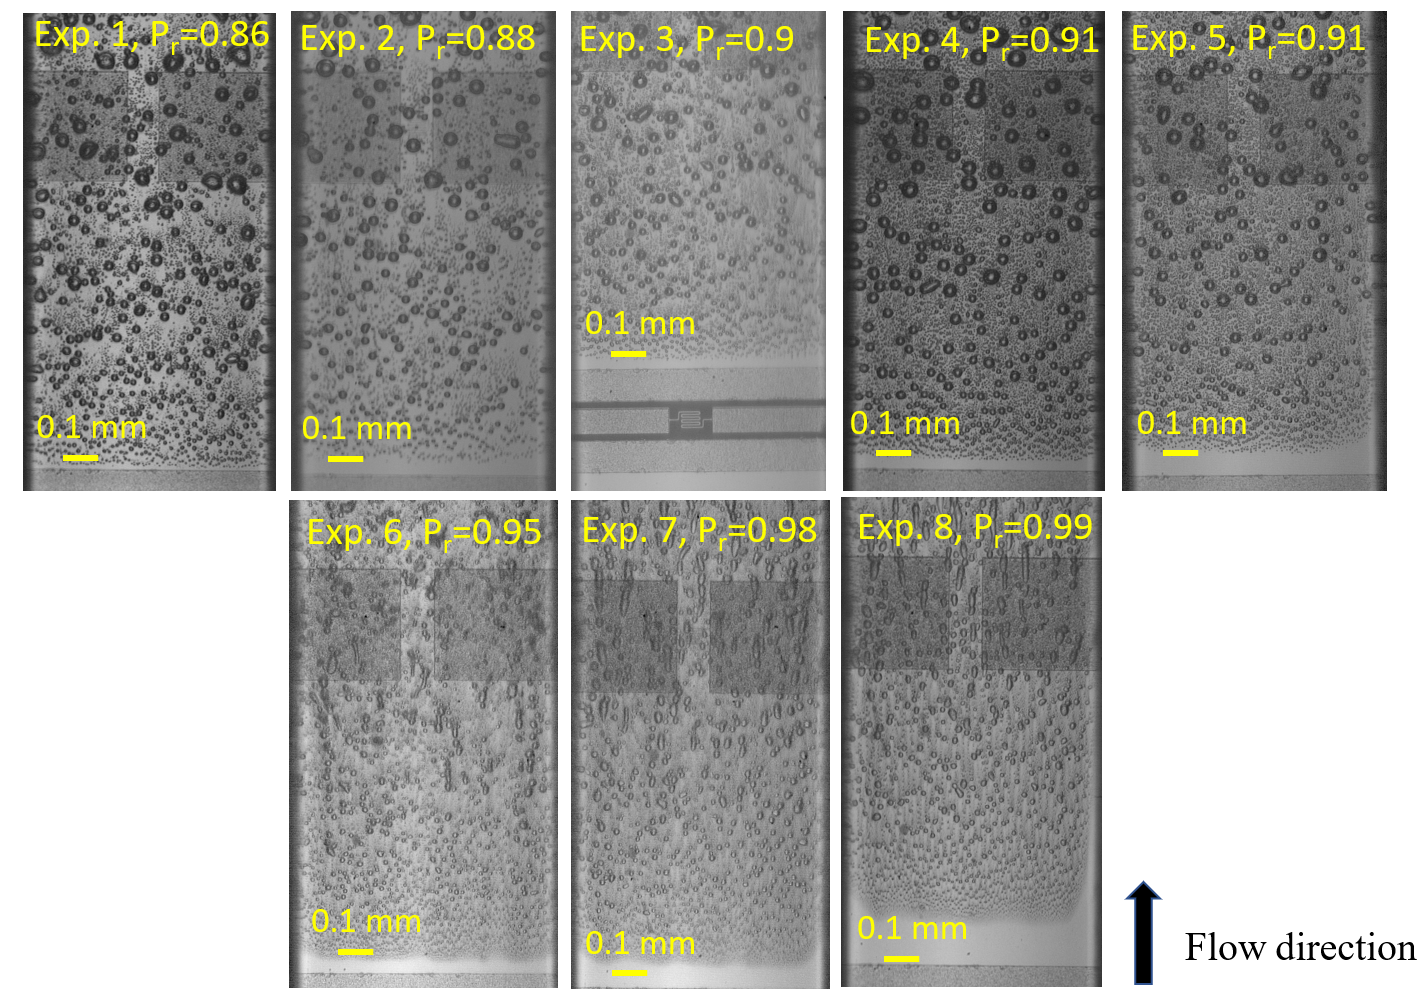 Exp. 1, Pr=0.86
0.1 mm
Exp. 2, Pr=0.88
0.1 mm
Exp. 3, Pr=0.9
0.1 mm
Exp. 4, Pr=0.91
0.1 mm
Exp. 5, Pr=0.91
0.1 mm
Exp. 6, Pr=0.95
0.1 mm
Exp. 7, Pr=0.98
0.1 mm
Exp. 8, Pr=0.99
0.1 mm
Flow direction